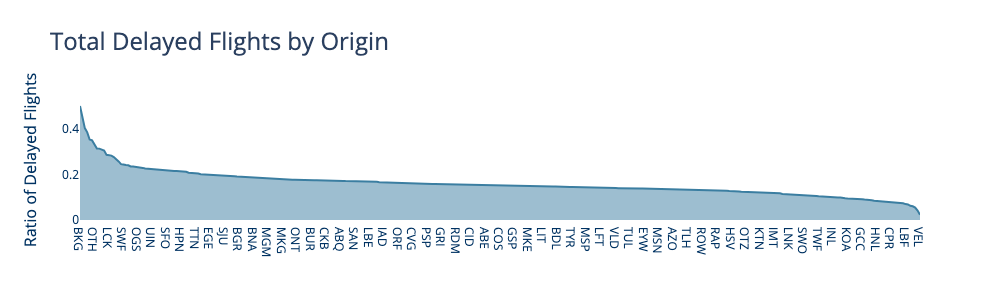 Total Delayed Flights by Origin
Ratio of Delayed Flights
0.4
0.2
0
BKG
OTH
LCK
SWF
OGS
UIN
SFO
HPN
TTN
EGE
SJU
BGR
BNA
MGM
MKG
ONT
BUR
CKB
ABQ
SAN
LBE
IAD
ORF
CVG
PSP
GRI
RDM
CID
ABE
COS
GSP
MKE
LIT
BDL
TYR
MSP
LFT
VLD
TUL
EYW
MSN
AZO
TLH
ROW
RAP
HSV
OTZ
KTN
IMT
LNK
SWO
TWF
INL
KOA
GCC
HNL
CPR
LBF
VEL